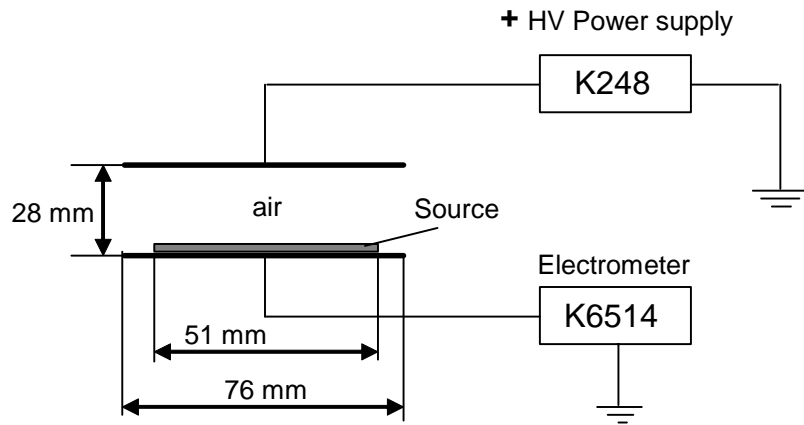 + HV Power supply
K248
28 mm
air
Source
Electrometer
K6514
51 mm
76 mm